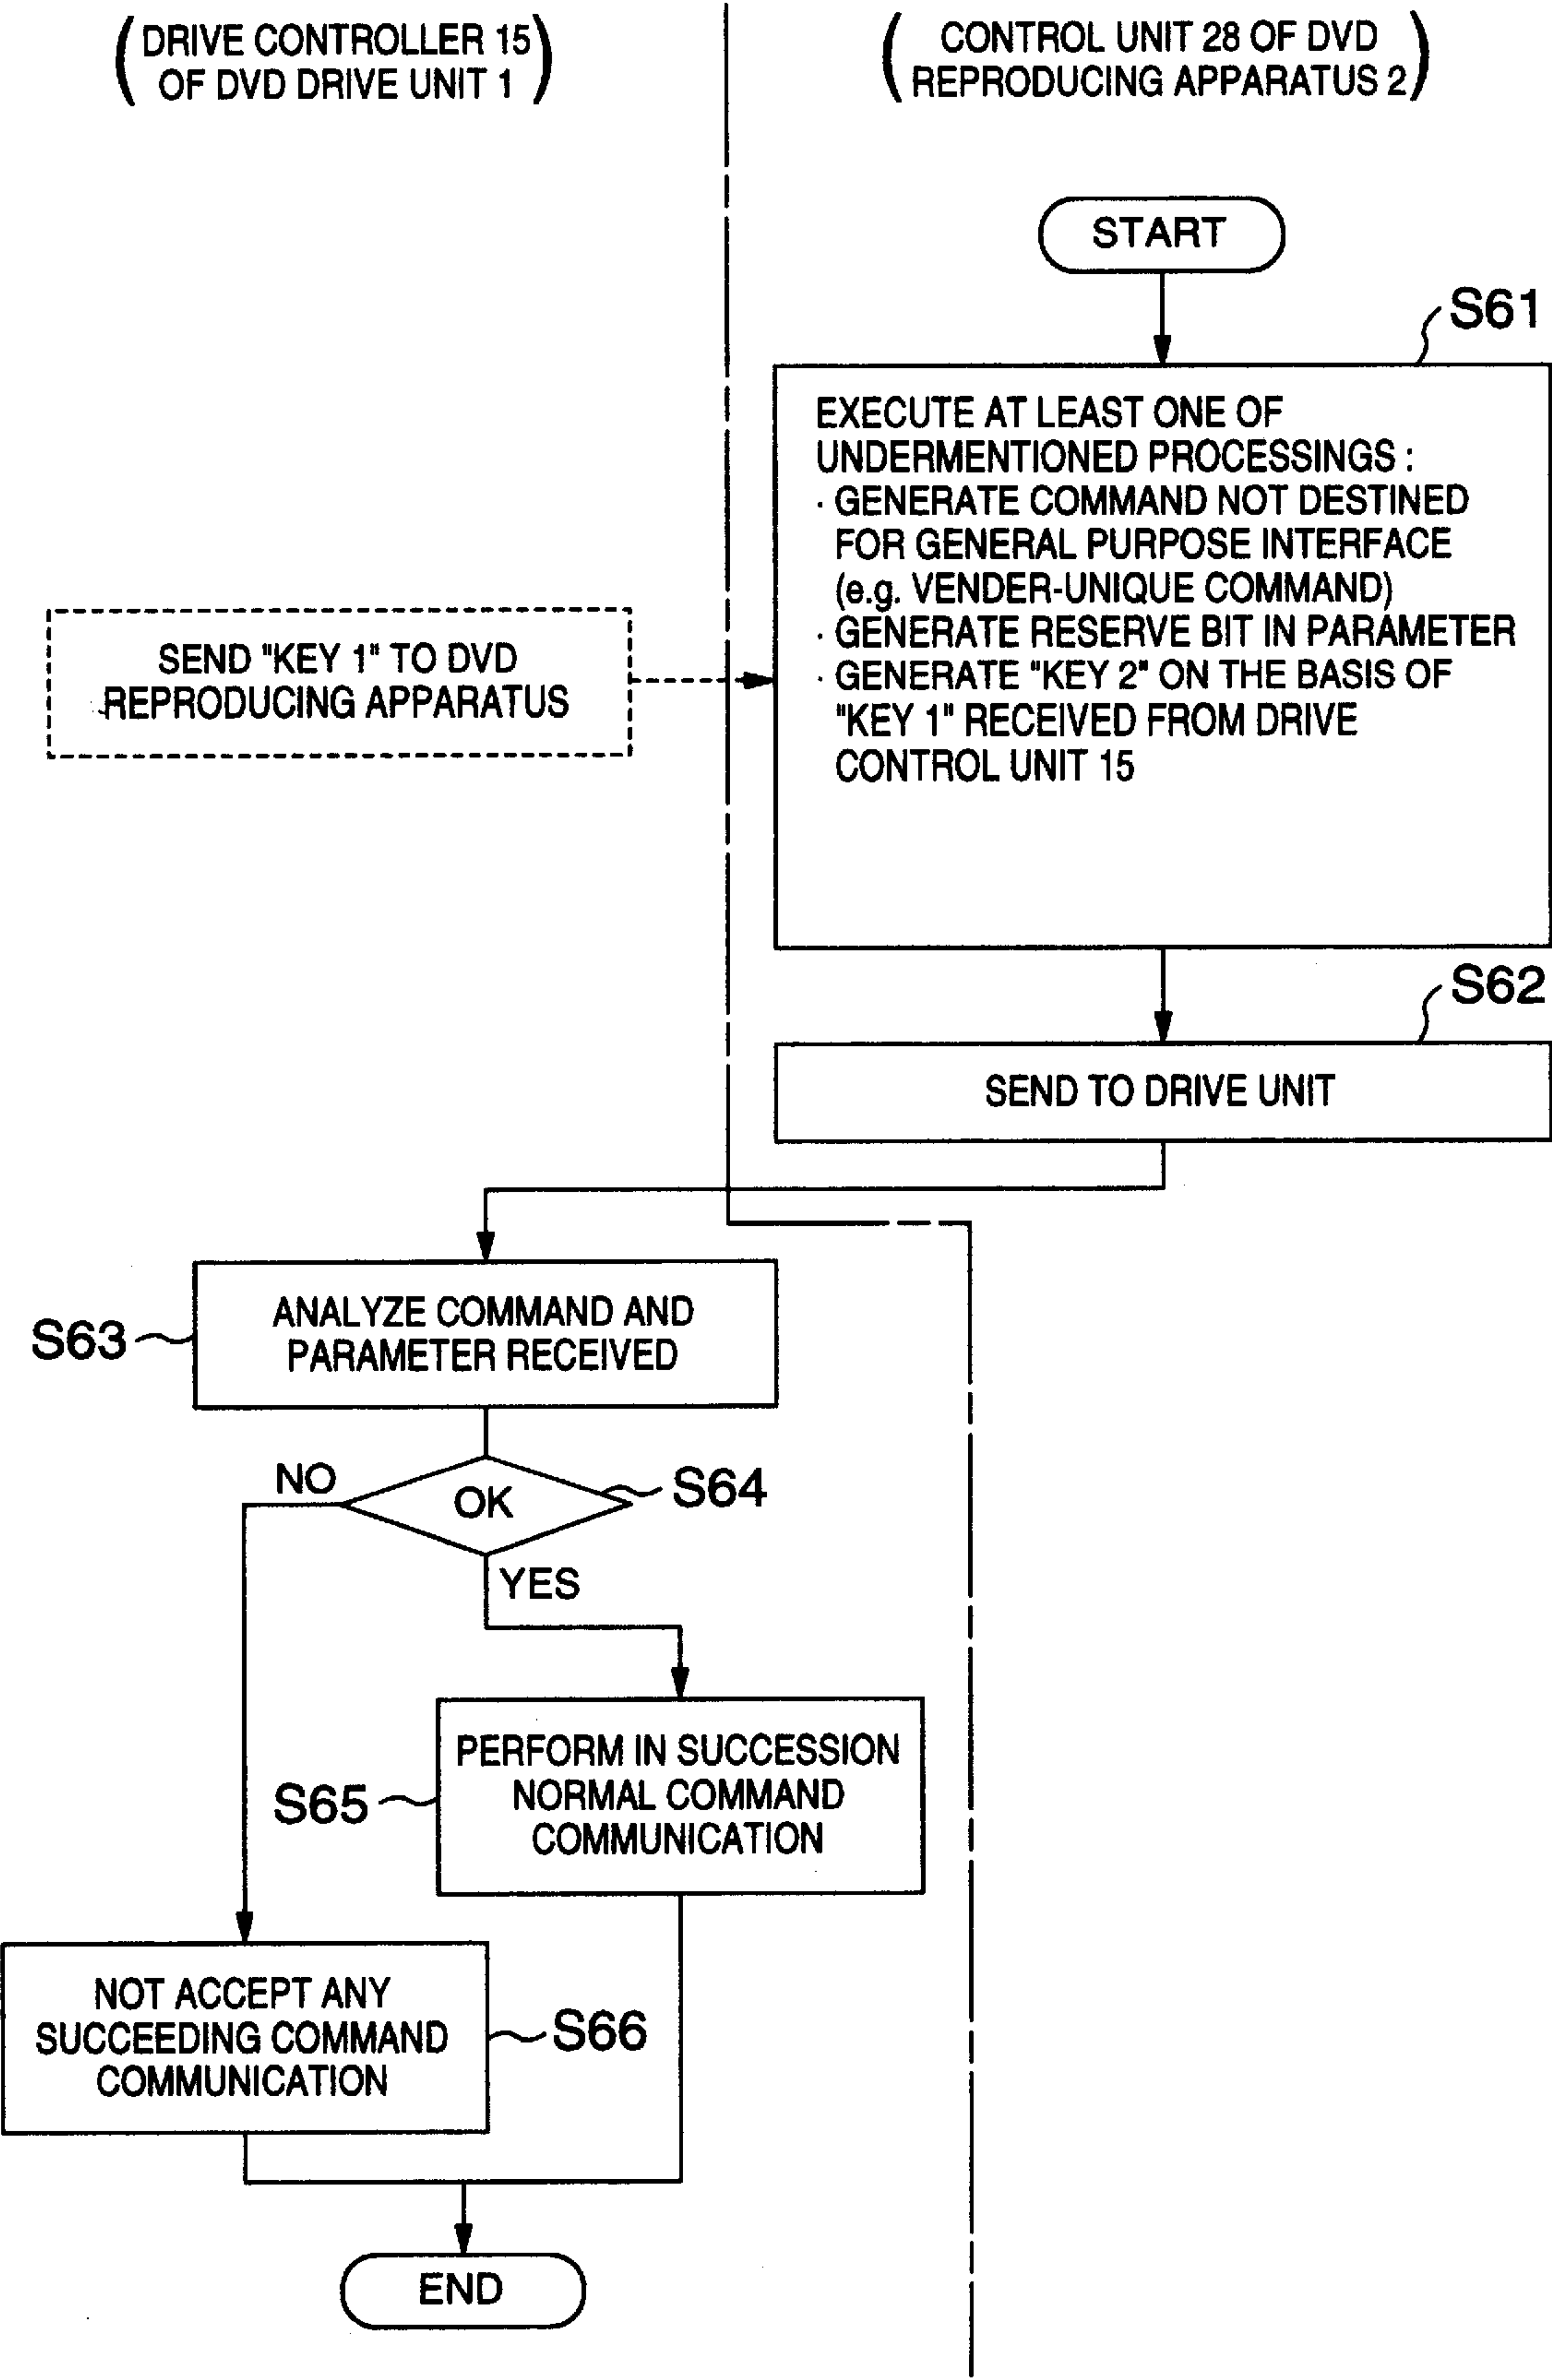 (DRIVE CONTROLLER 15
OF DVD DRIVE UNIT 1)
(CONTROL UNIT 28 OF DVD
REPRODUCING APPARATUS 2)
START
S61
EXECUTE AT LEAST ONE OF
UNDERMENTIONED PROCESSINGS :
· GENERATE COMMAND NOT DESTINED
FOR GENERAL PURPOSE INTERFACE
(e.g. VENDER-UNIQUE COMMAND)
· GENERATE RESERVE BIT IN PARAMETER
· GENERATE "KEY 2" ON THE BASIS OF
"KEY 1" RECEIVED FROM DRIVE
CONTROL UNIT 15
SEND "KEY 1" TO DVD
REPRODUCING APPARATUS
S62
SEND TO DRIVE UNIT
S63
ANALYZE COMMAND AND
PARAMETER RECEIVED
NO
OK
S64
YES
S65
PERFORM IN SUCCESSION
NORMAL COMMAND
COMMUNICATION
NOT ACCEPT ANY
SUCCEEDING COMMAND
COMMUNICATION
S66
END